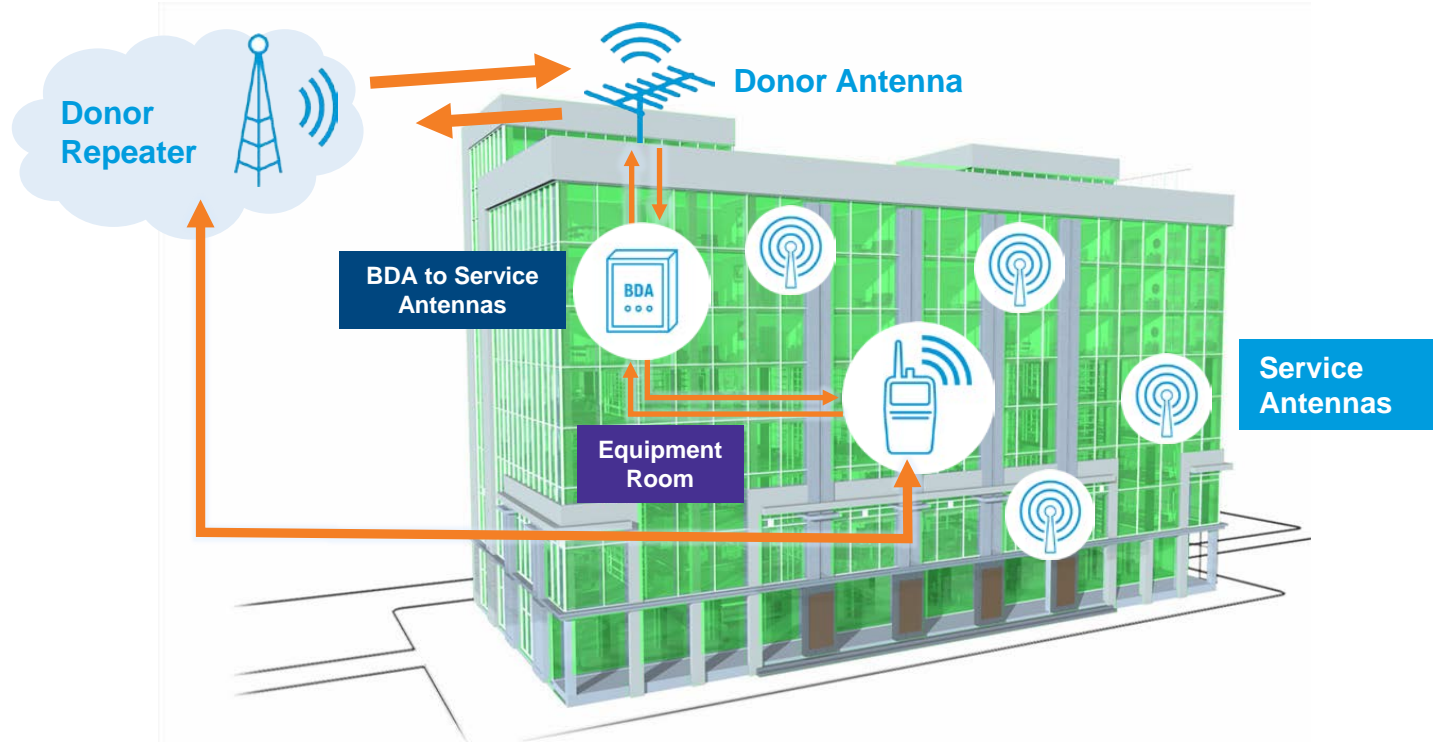 Donor
Repeater
Donor Antenna
BDA to Service
Antennas
BDA
Service
Antennas
Equipment
Room